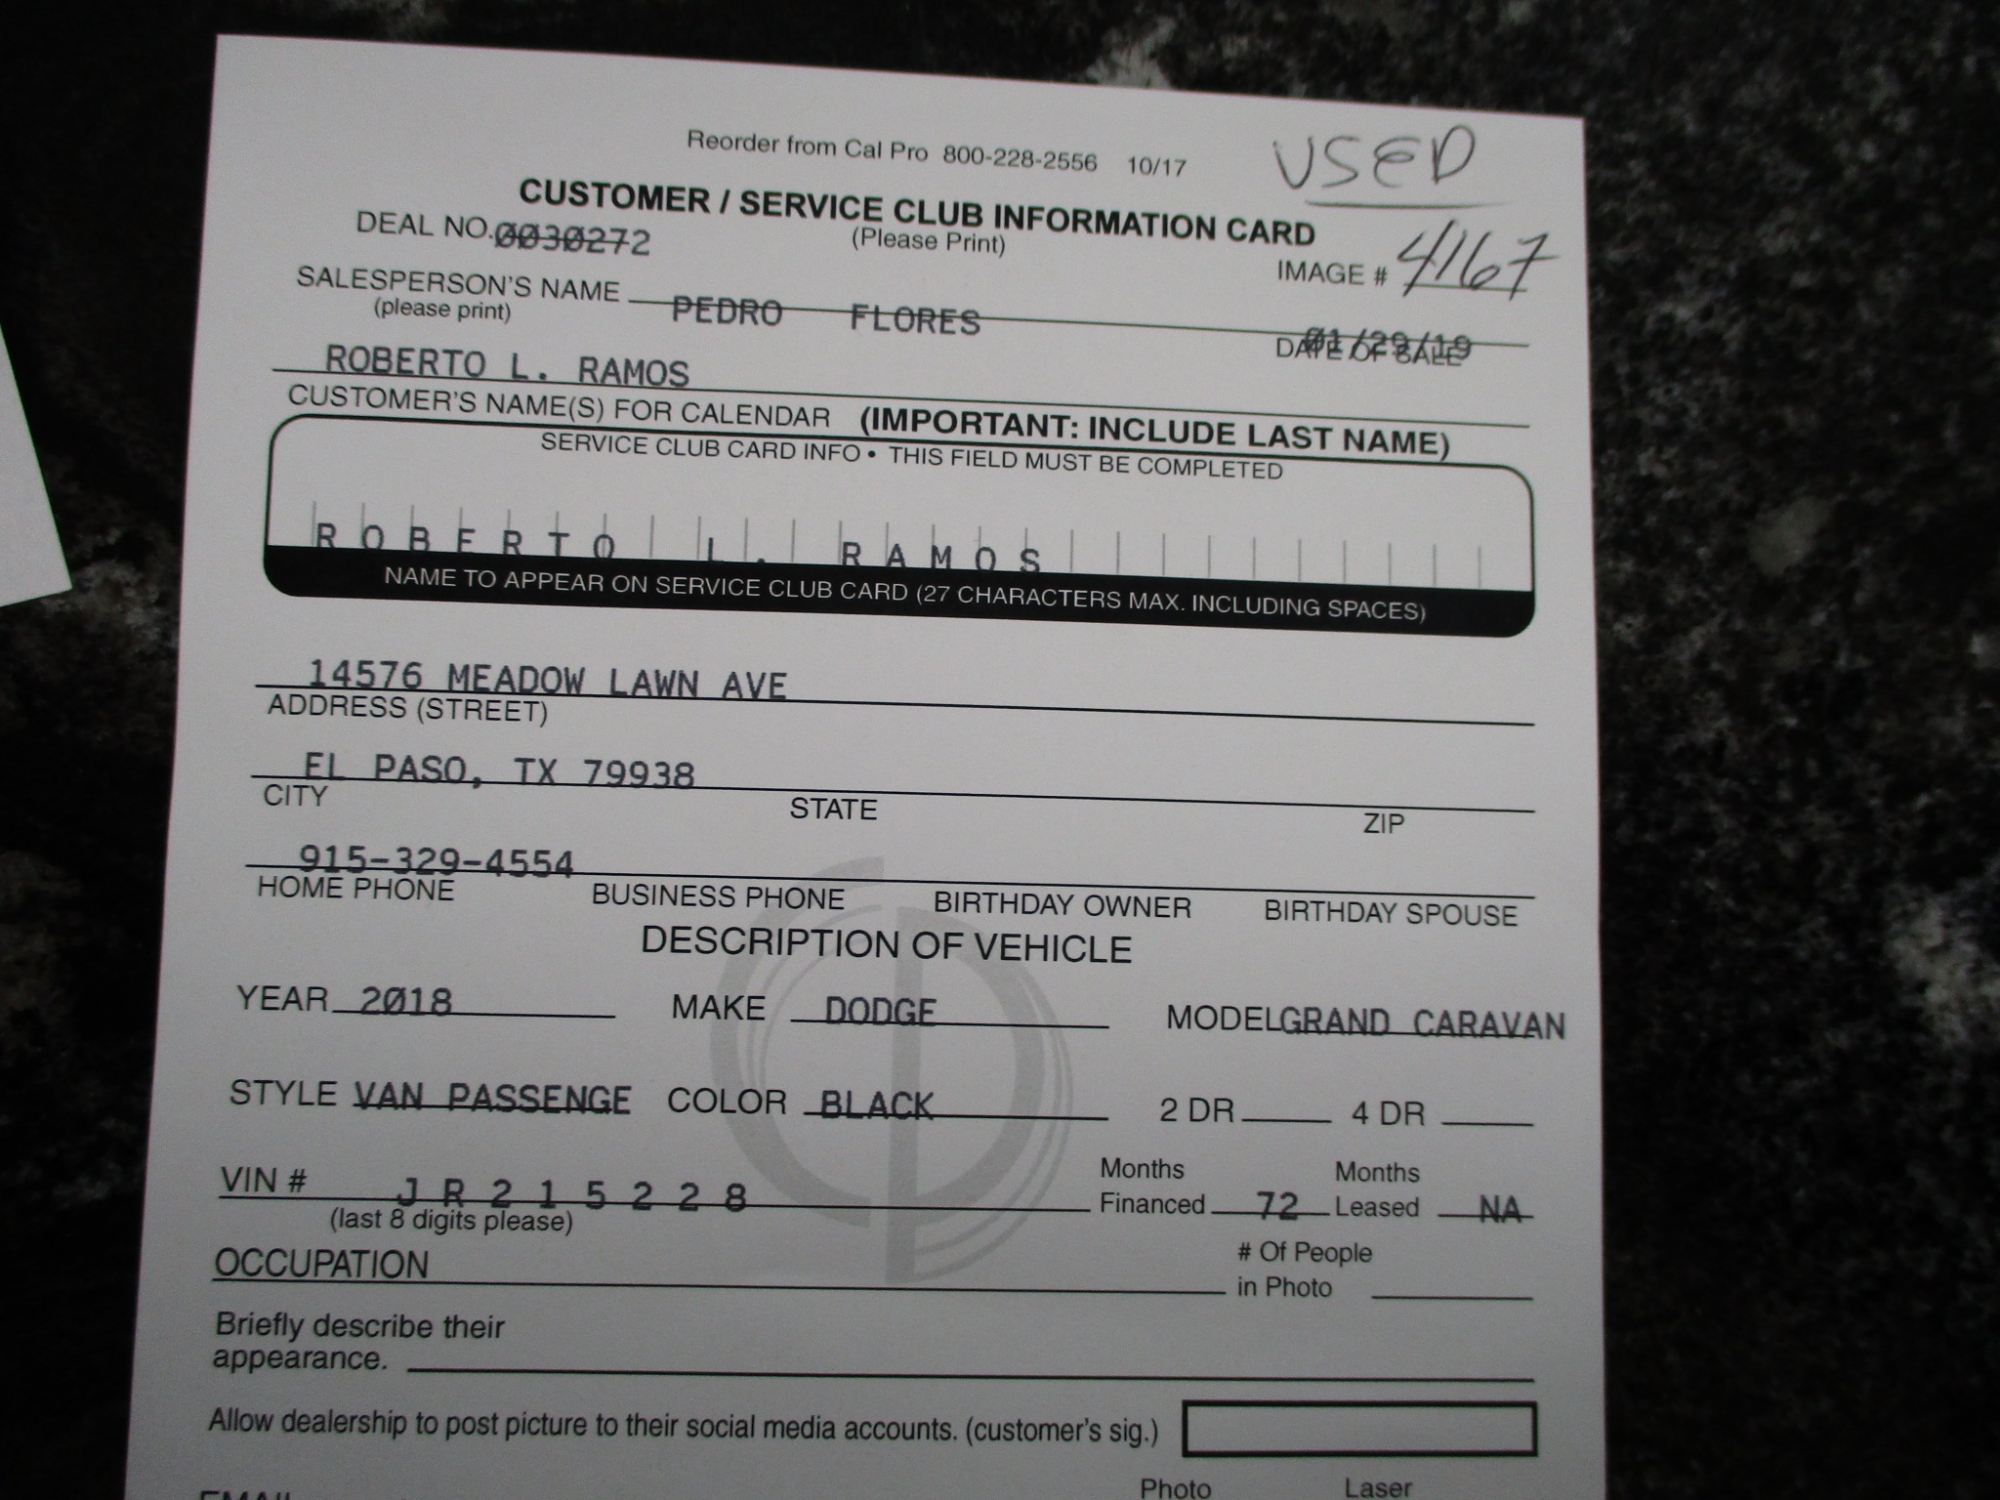 Reorder from Cal Pro 800-228-2556 10/17
USED
CUSTOMER / SERVICE CLUB INFORMATION CARD
DEAL NO. 0030272 (Please Print)
IMAGE # 4167
SALESPERSON'S NAME PEDRO FLORES
(please print)
DATE OF SALE 01/29/19
ROBERTO L. RAMOS
CUSTOMER'S NAME(S) FOR CALENDAR (IMPORTANT: INCLUDE LAST NAME)
SERVICE CLUB CARD INFO • THIS FIELD MUST BE COMPLETED
ROBERTO L. RAMOS
NAME TO APPEAR ON SERVICE CLUB CARD (27 CHARACTERS MAX. INCLUDING SPACES)
14576 MEADOW LAWN AVE
ADDRESS (STREET)
EL PASO, TX 79938
CITY STATE ZIP
915-329-4554
HOME PHONE BUSINESS PHONE BIRTHDAY OWNER BIRTHDAY SPOUSE
DESCRIPTION OF VEHICLE
YEAR 2018 MAKE DODGE MODEL GRAND CARAVAN
STYLE VAN PASSENGE COLOR BLACK 2 DR 4 DR
Months Months
VIN # JR215228 Financed 72 Leased NA
(last 8 digits please)
OCCUPATION # Of People
in Photo
Briefly describe their
appearance.
Allow dealership to post picture to their social media accounts. (customer's sig.)
Photo Laser
EMAIL